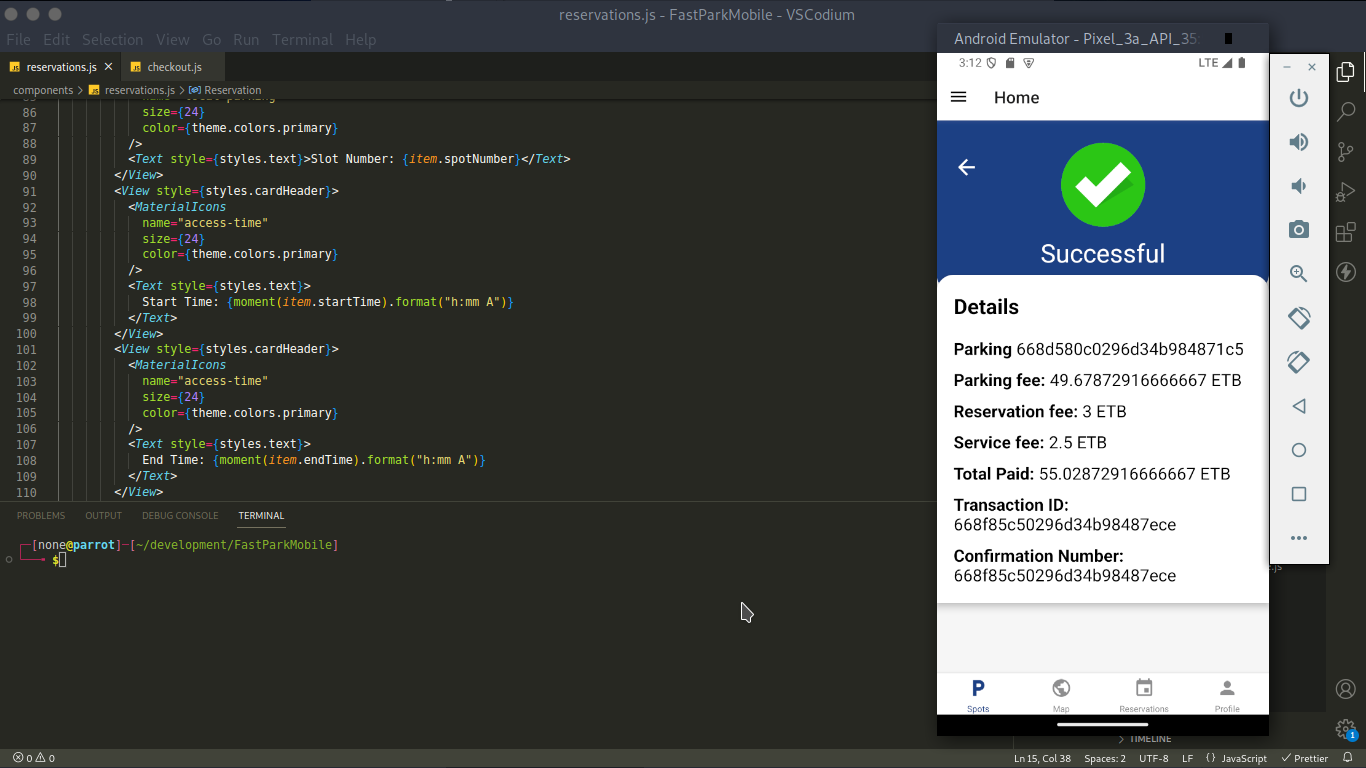 reservations.js - FastParkMobile - VSCodium
File Edit Selection View Go Run Terminal Help
reservations.js
checkout.js
components > reservations.js > Reservation
86 size={24}
87 color={theme.colors.primary}
88 />
89 <Text style={styles.text}>Slot Number: {item.spotNumber}</Text>
90 </View>
91 <View style={styles.cardHeader}>
92 <MaterialIcons
93 name="access-time"
94 size={24}
95 color={theme.colors.primary}
96 />
97 <Text style={styles.text}>
98 Start Time: {moment(item.startTime).format("h:mm A")}
99 </Text>
100 </View>
101 <View style={styles.cardHeader}>
102 <MaterialIcons
103 name="access-time"
104 size={24}
105 color={theme.colors.primary}
106 />
107 <Text style={styles.text}>
108 End Time: {moment(item.endTime).format("h:mm A")}
109 </Text>
110 </View>
PROBLEMS OUTPUT DEBUG CONSOLE TERMINAL
[none@parrot]-[~/development/FastParkMobile]
$
Android Emulator - Pixel_3a_API_35
3:12 LTE
Home
Successful
Details
Parking 668d580c0296d34b984871c5
Parking fee: 49.67872916666667 ETB
Reservation fee: 3 ETB
Service fee: 2.5 ETB
Total Paid: 55.02872916666667 ETB
Transaction ID:
668f85c50296d34b98487ece
Confirmation Number:
668f85c50296d34b98487ece
P
Spots Map Reservations Profile
.js
> TIMELINE
1
0 0
Ln 15, Col 38 Spaces: 2 UTF-8 LF {} JavaScript Prettier